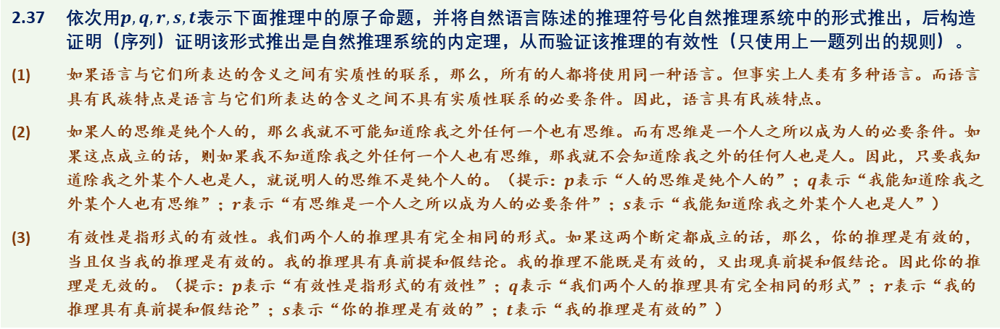 2.37 依次用p, q, r, s, t表示下面推理中的原子命题，并将自然语言陈述的推理符号化自然推理系统中的形式推出，后构造
证明（序列）证明该形式推出是自然推理系统的内定理，从而验证该推理的有效性（只使用上一题列出的规则）。
(1) 如果语言与它们所表达的含义之间有实质性的联系，那么，所有的人都将使用同一种语言。但事实上人类有多种语言。而语言
具有民族特点是语言与它们所表达的含义之间不具有实质性联系的必要条件。因此，语言具有民族特点。
(2) 如果人的思维是纯个人的，那么我就不可能知道除我之外任何一个也有思维。而有思维是一个人之所以成为人的必要条件。如
果这点成立的话，则如果我不知道除我之外任何一个人也有思维，那我就不会知道除我之外的任何人也是人。因此，只要我知
道除我之外某个人也是人，就说明人的思维不是纯个人的。（提示：p表示“人的思维是纯个人的”；q表示“我能知道除我之
外某个人也有思维”；r表示“有思维是一个人之所以成为人的必要条件”；s表示“我能知道除我之外某个人也是人”）
(3) 有效性是指形式的有效性。我们两个人的推理具有完全相同的形式。如果这两个断定都成立的话，那么，你的推理是有效的，
当且仅当我的推理是有效的。我的推理具有真前提和假结论。我的推理不能既是有效的，又出现真前提和假结论。因此你的推
理是无效的。（提示：p表示“有效性是指形式的有效性”；q表示“我们两个人的推理具有完全相同的形式”；r表示“我的
推理具有真前提和假结论”；s表示“你的推理是有效的”；t表示“我的推理是有效的”）